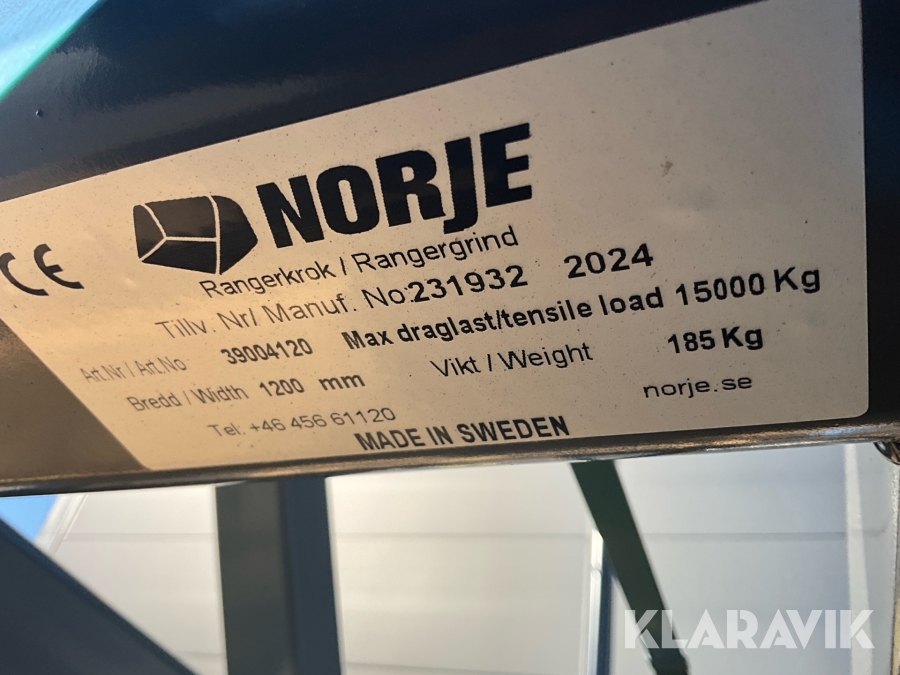 CE
NORJE
Rangerkrok / Rangergrind
Tillv. Nr/ Manuf. No:231932 2024
Art.Nr / Art.No 39004120 Max draglast/tensile load 15000 Kg
Bredd / Width 1200 mm Vikt / Weight 185 Kg
Tel: +46 456 61120 norje.se
MADE IN SWEDEN
KLARAVIK